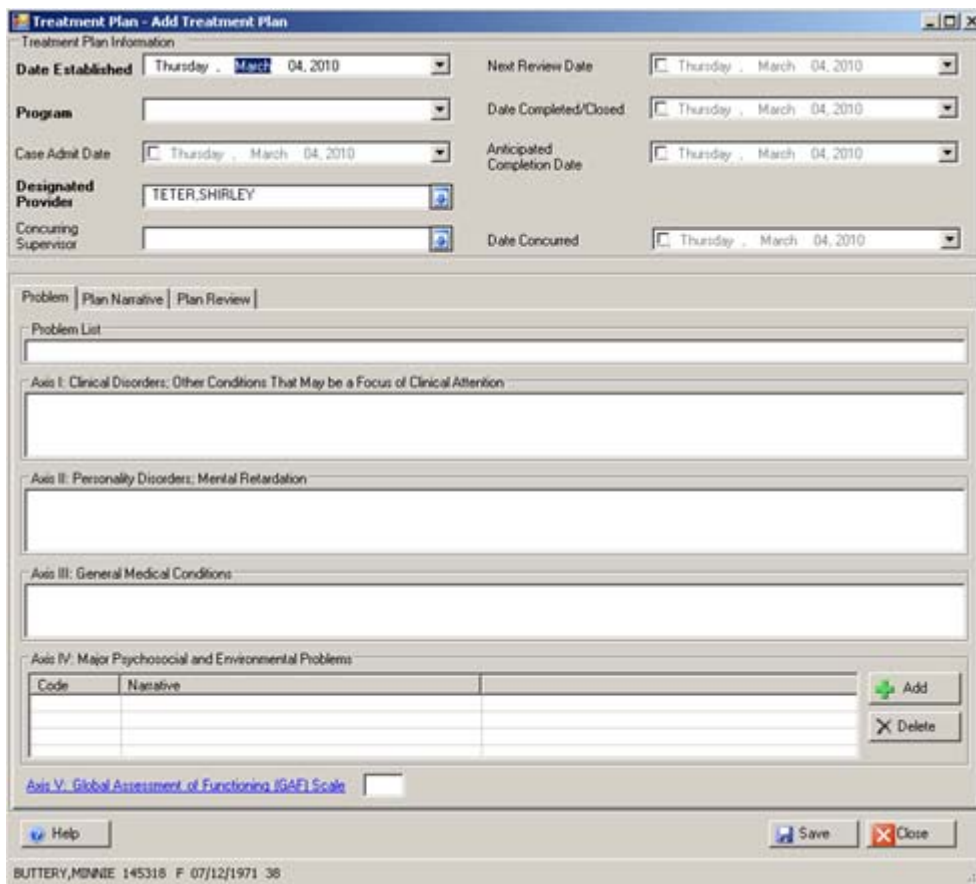 Treatment Plan - Add Treatment Plan
Treatment Plan Information
Date Established Thursday , March 04, 2010 Next Review Date Thursday , March 04, 2010
Program Date Completed/Closed Thursday , March 04, 2010
Case Admit Date Thursday , March 04, 2010 Anticipated Completion Date Thursday , March 04, 2010
Designated Provider TETER,SHIRLEY
Concurring Supervisor Date Concurred Thursday , March 04, 2010
Problem Plan Narrative Plan Review
Problem List
Axis I: Clinical Disorders; Other Conditions That May be a Focus of Clinical Attention
Axis II: Personality Disorders; Mental Retardation
Axis III: General Medical Conditions
Axis IV: Major Psychosocial and Environmental Problems
Code Narrative Add
Delete
Axis V: Global Assessment of Functioning (GAF) Scale
Help Save Close
BUTTERY,MINNIE 145318 F 07/12/1971 38